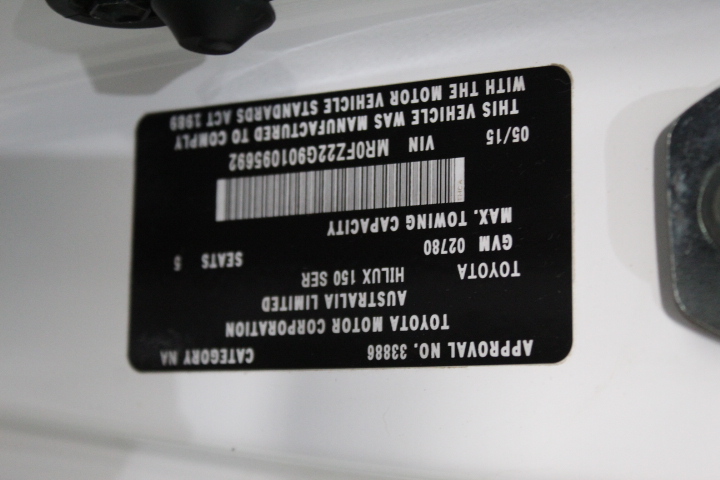 APPROVAL NO. 33886 CATEGORY NA
TOYOTA MOTOR CORPORATION
AUSTRALIA LIMITED
TOYOTA HILUX 150 SER
GVM 02780 SEATS 5
MAX. TOWING CAPACITY
05/15 VIN MR0FZ22G901095692
THIS VEHICLE WAS MANUFACTURED TO COMPLY
WITH THE MOTOR VEHICLE STANDARDS ACT 1989